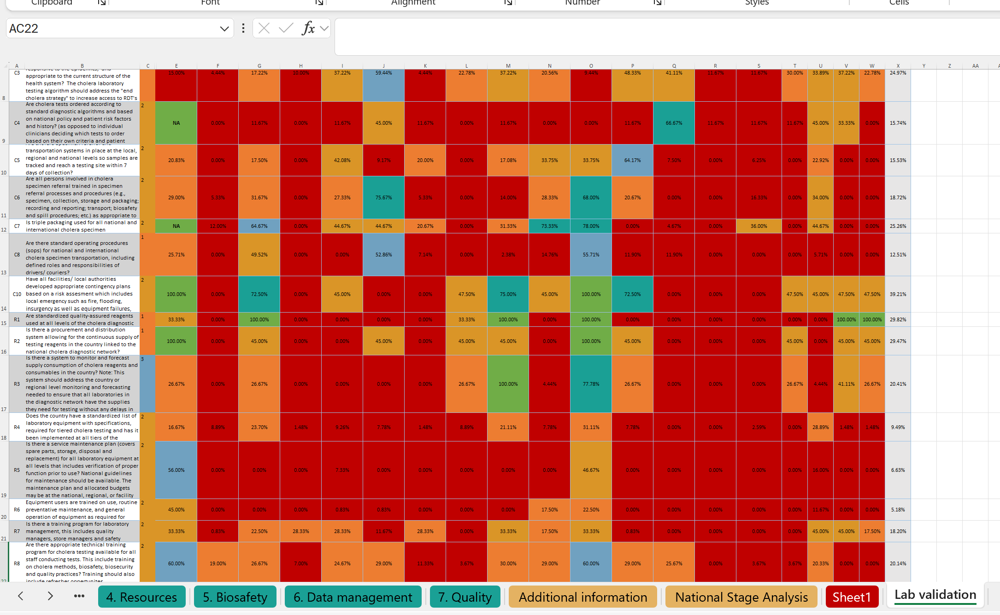 Clipboard Font Alignment Number Styles Cells
AC22 fx
A B C E F G H I J K L M N O P Q R S T U V W X Y Z AA
8 C3
appropriate to the current structure of the
health system? The cholera laboratory
testing algorithm should address the "end
cholera strategy" to increase access to RDT's
15.00% 4.44% 17.22% 10.00% 37.22% 59.44% 4.44% 22.78% 37.22% 20.56% 9.44% 48.33% 41.11% 11.67% 11.67% 30.00% 33.89% 37.22% 22.78% 24.97%
9 C4
Are cholera tests ordered according to
standard diagnostic algorithms and based
on national policy and patient risk factors
and history? (as opposed to individual
clinicians deciding which tests to order
based on their own criteria and patient
2 NA 0.00% 11.67% 0.00% 11.67% 45.00% 11.67% 0.00% 11.67% 0.00% 0.00% 11.67% 66.67% 11.67% 11.67% 11.67% 45.00% 33.33% 0.00% 15.74%
10 C5
transportation systems in place at the local,
regional and national levels so samples are
tracked and reach a testing site within 7
days of collection?
2 20.83% 0.00% 17.50% 0.00% 42.08% 9.17% 20.00% 0.00% 17.08% 33.75% 33.75% 64.17% 7.50% 0.00% 6.25% 0.00% 22.92% 0.00% 0.00% 15.53%
11 C6
Are all persons involved in cholera
specimen referral trained in specimen
referral processes and procedures (e.g.,
specimen, collection, storage and packaging;
recording and reporting; transport; biosafety
and spill procedures; etc.) as appropriate to
2 29.00% 5.33% 31.67% 0.00% 27.33% 75.67% 5.33% 0.00% 14.00% 28.33% 68.00% 20.67% 0.00% 0.00% 16.33% 0.00% 34.00% 0.00% 0.00% 18.72%
12 C7
Is triple packaging used for all national and
international cholera specimen
2 NA 12.00% 64.67% 0.00% 44.67% 44.67% 20.67% 0.00% 31.33% 73.33% 78.00% 0.00% 4.67% 0.00% 36.00% 0.00% 44.67% 0.00% 0.00% 25.26%
13 C8
Are there standard operating procedures
(sops) for national and international
cholera specimen transportation, including
defined roles and responsibilities of
drivers/ couriers?
1 25.71% 0.00% 49.52% 0.00% 0.00% 52.86% 7.14% 0.00% 2.38% 14.76% 55.71% 11.90% 11.90% 0.00% 0.00% 0.00% 5.71% 0.00% 0.00% 12.51%
14 C10
Have all facilities/ local authorities
developed appropriate contingency plans
based on a risk assesment which includes
local emergency such as fire, flooding,
insurgency as well as equipment failures,
2 100.00% 0.00% 72.50% 0.00% 45.00% 0.00% 0.00% 47.50% 75.00% 45.00% 100.00% 72.50% 0.00% 0.00% 0.00% 47.50% 45.00% 47.50% 47.50% 39.21%
15 R1
Are standardized quality-assured reagents
used at all levels of the cholera diagnostic
1 33.33% 0.00% 100.00% 0.00% 0.00% 0.00% 0.00% 33.33% 100.00% 0.00% 100.00% 0.00% 0.00% 0.00% 0.00% 0.00% 0.00% 100.00% 100.00% 29.82%
16 R2
Is there a procurement and distribution
system allowing for the continuous supply of
testing reagents in the country linked to the
national cholera diagnostic network?
1 100.00% 0.00% 45.00% 0.00% 0.00% 45.00% 0.00% 45.00% 45.00% 0.00% 100.00% 45.00% 0.00% 0.00% 0.00% 45.00% 0.00% 45.00% 45.00% 29.47%
17 R3
Is there a system to monitor and forecast
supply consumption of cholera reagents and
consumables in the country? Note: This
system should address the country or
regional level monitoring and forecasting
needed to ensure that all laboratories in
the diagnostic network have the supplies
they need for testing without any delays in
3 26.67% 0.00% 26.67% 0.00% 0.00% 0.00% 0.00% 26.67% 100.00% 4.44% 77.78% 26.67% 0.00% 0.00% 0.00% 26.67% 4.44% 41.11% 26.67% 20.41%
18 R4
Does the country have a standardized list of
laboratory equipment with specifications,
required for tiered cholera testing and has it
been implemented at all tiers of the
2 16.67% 8.89% 23.70% 1.48% 9.26% 7.78% 1.48% 8.89% 21.11% 7.78% 31.11% 7.78% 0.00% 0.00% 2.59% 0.00% 28.89% 1.48% 1.48% 9.49%
19 R5
Is there a service maintenance plan (covers
spare parts, storage, disposal and
replacement) for all laboratory equipment at
all levels that includes verification of proper
function prior to use? National guidelines
for maintenance should be available. The
maintenance plan and allocated budgets
may be at the national, regional, or facility
2 56.00% 0.00% 0.00% 0.00% 7.33% 0.00% 0.00% 0.00% 0.00% 0.00% 46.67% 0.00% 0.00% 0.00% 0.00% 0.00% 16.00% 0.00% 0.00% 6.63%
20 R6
Equipment users are trained on use, routine
preventative maintenance, and general
operation of equipment as required for
2 45.00% 0.00% 0.00% 0.00% 0.83% 0.83% 0.00% 0.00% 0.00% 17.50% 22.50% 0.00% 0.00% 0.00% 0.00% 0.00% 11.67% 0.00% 0.00% 5.18%
21 R7
Is there a training program for laboratory
management, this includes quality
managers, store managers and safety
2 33.33% 0.83% 22.50% 28.33% 28.33% 11.67% 28.33% 0.00% 33.33% 17.50% 33.33% 0.83% 0.00% 0.00% 0.00% 0.00% 45.00% 45.00% 17.50% 18.20%
22 R8
Are there appropriate technical training
program for cholera testing available for all
staff conducting tests. This include training
on cholera methods, biosafety, biosecurity
and quality practices? Training should also
include refresher opportunites
2 60.00% 19.00% 26.67% 7.00% 24.67% 29.00% 11.33% 3.67% 30.00% 29.00% 60.00% 29.00% 25.67% 0.00% 3.67% 3.67% 20.33% 0.00% 0.00% 20.14%
4. Resources 5. Biosafety 6. Data management 7. Quality Additional information National Stage Analysis Sheet1 Lab validation